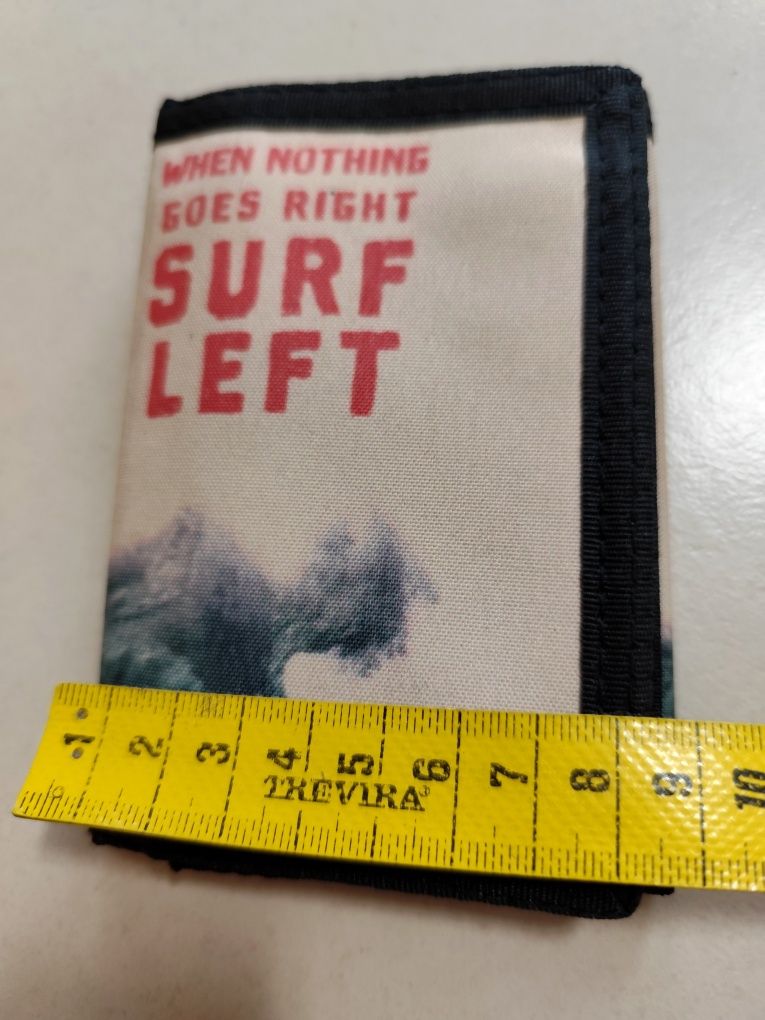 WHEN NOTHING
GOES RIGHT
SURF
LEFT
1 2 3 4 5 6 7 8 9 10
TREVIRA